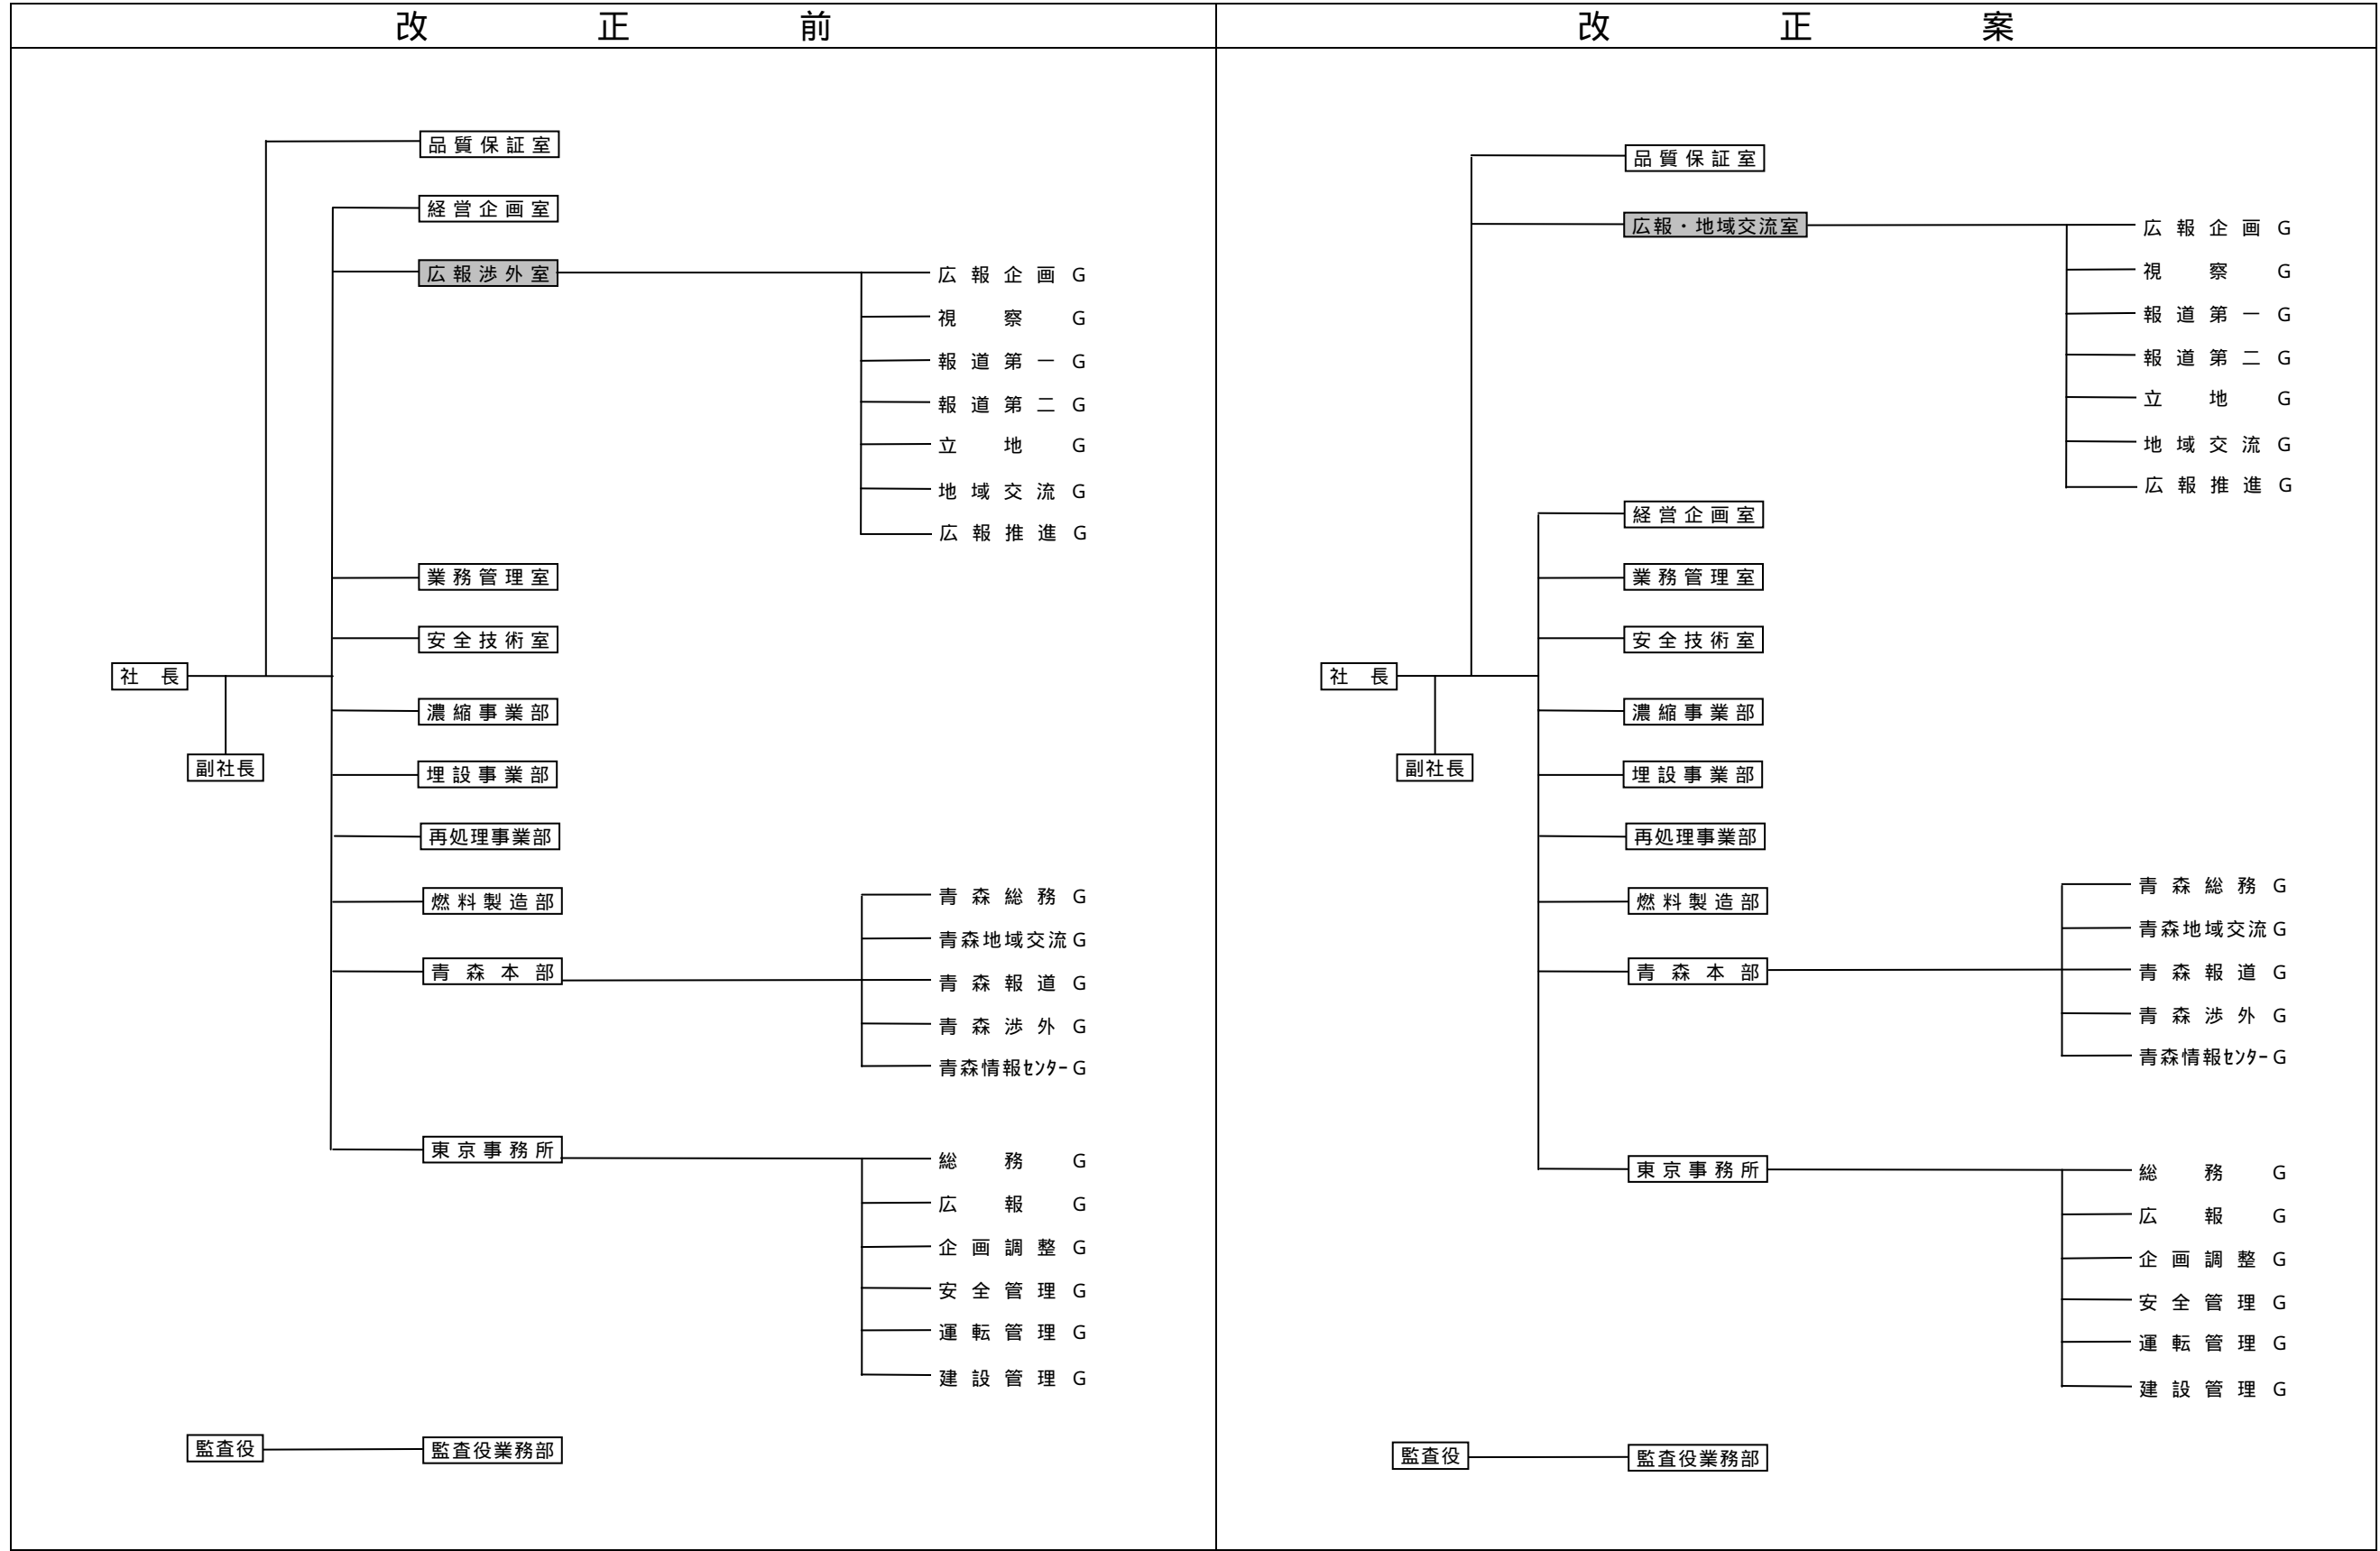 改正前
品質保証室
経営企画室
広報渉外室
広報企画G
視察G
報道第一G
報道第二G
立地G
地域交流G
広報推進G
業務管理室
安全技術室
社長
濃縮事業部
副社長
埋設事業部
再処理事業部
燃料製造部
青森総務G
青森地域交流G
青森本部
青森報道G
青森渉外G
青森情報ｾﾝﾀｰG
東京事務所
総務G
広報G
企画調整G
安全管理G
運転管理G
建設管理G
監査役
監査役業務部
改正案
品質保証室
広報・地域交流室
広報企画G
視察G
報道第一G
報道第二G
立地G
地域交流G
広報推進G
経営企画室
業務管理室
安全技術室
社長
濃縮事業部
副社長
埋設事業部
再処理事業部
燃料製造部
青森総務G
青森地域交流G
青森本部
青森報道G
青森渉外G
青森情報ｾﾝﾀｰG
東京事務所
総務G
広報G
企画調整G
安全管理G
運転管理G
建設管理G
監査役
監査役業務部